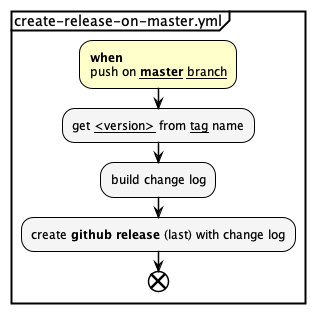 create-release-on-master.yml
when
push on master branch
get <version> from tag name
build change log
create github release (last) with change log